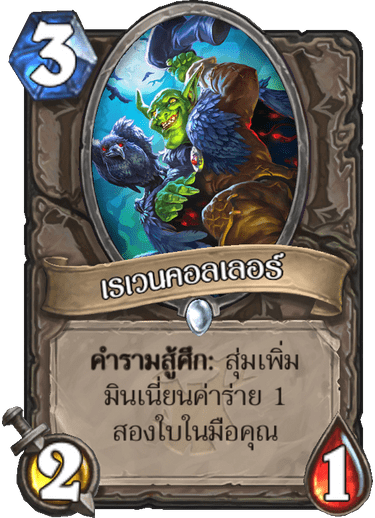 3
เรเวนคอลเลอร์
คำรามสู้ศึก: สุ่มเพิ่ม
มินเนี่ยนค่าร่าย 1
สองใบในมือคุณ
2
1